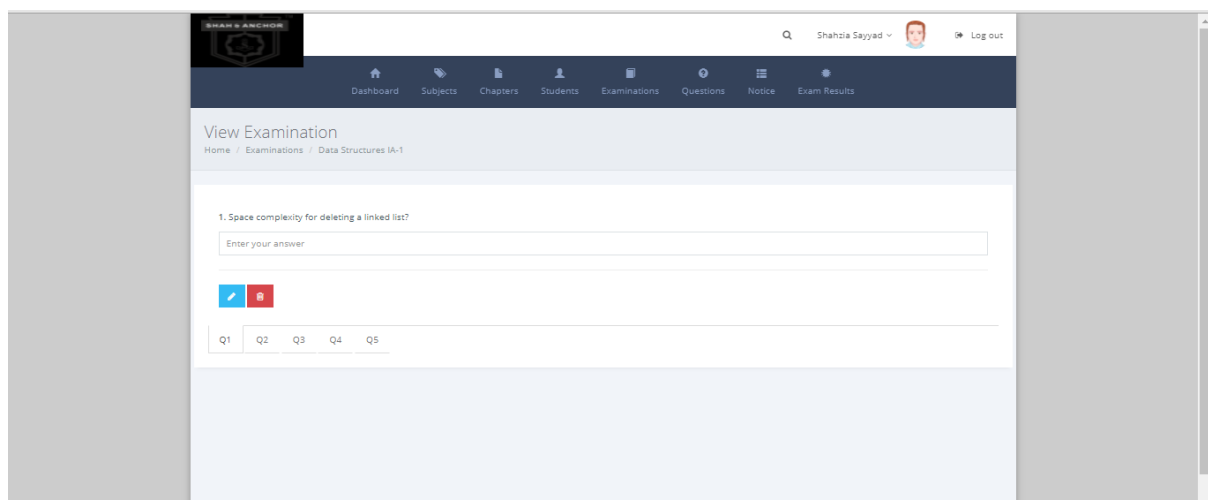 SHAH & ANCHOR
Shahzia Sayyad
Log out
Dashboard
Subjects
Chapters
Students
Examinations
Questions
Notice
Exam Results
View Examination
Home / Examinations / Data Structures IA-1
1. Space complexity for deleting a linked list?
Enter your answer
Q1
Q2
Q3
Q4
Q5